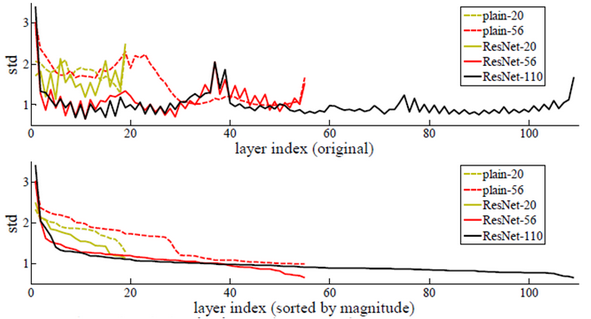 3
2
1
std
plain-20
plain-56
ResNet-20
ResNet-56
ResNet-110
0 20 40 60 80 100
layer index (original)
3
2
1
std
plain-20
plain-56
ResNet-20
ResNet-56
ResNet-110
0 20 40 60 80 100
layer index (sorted by magnitude)